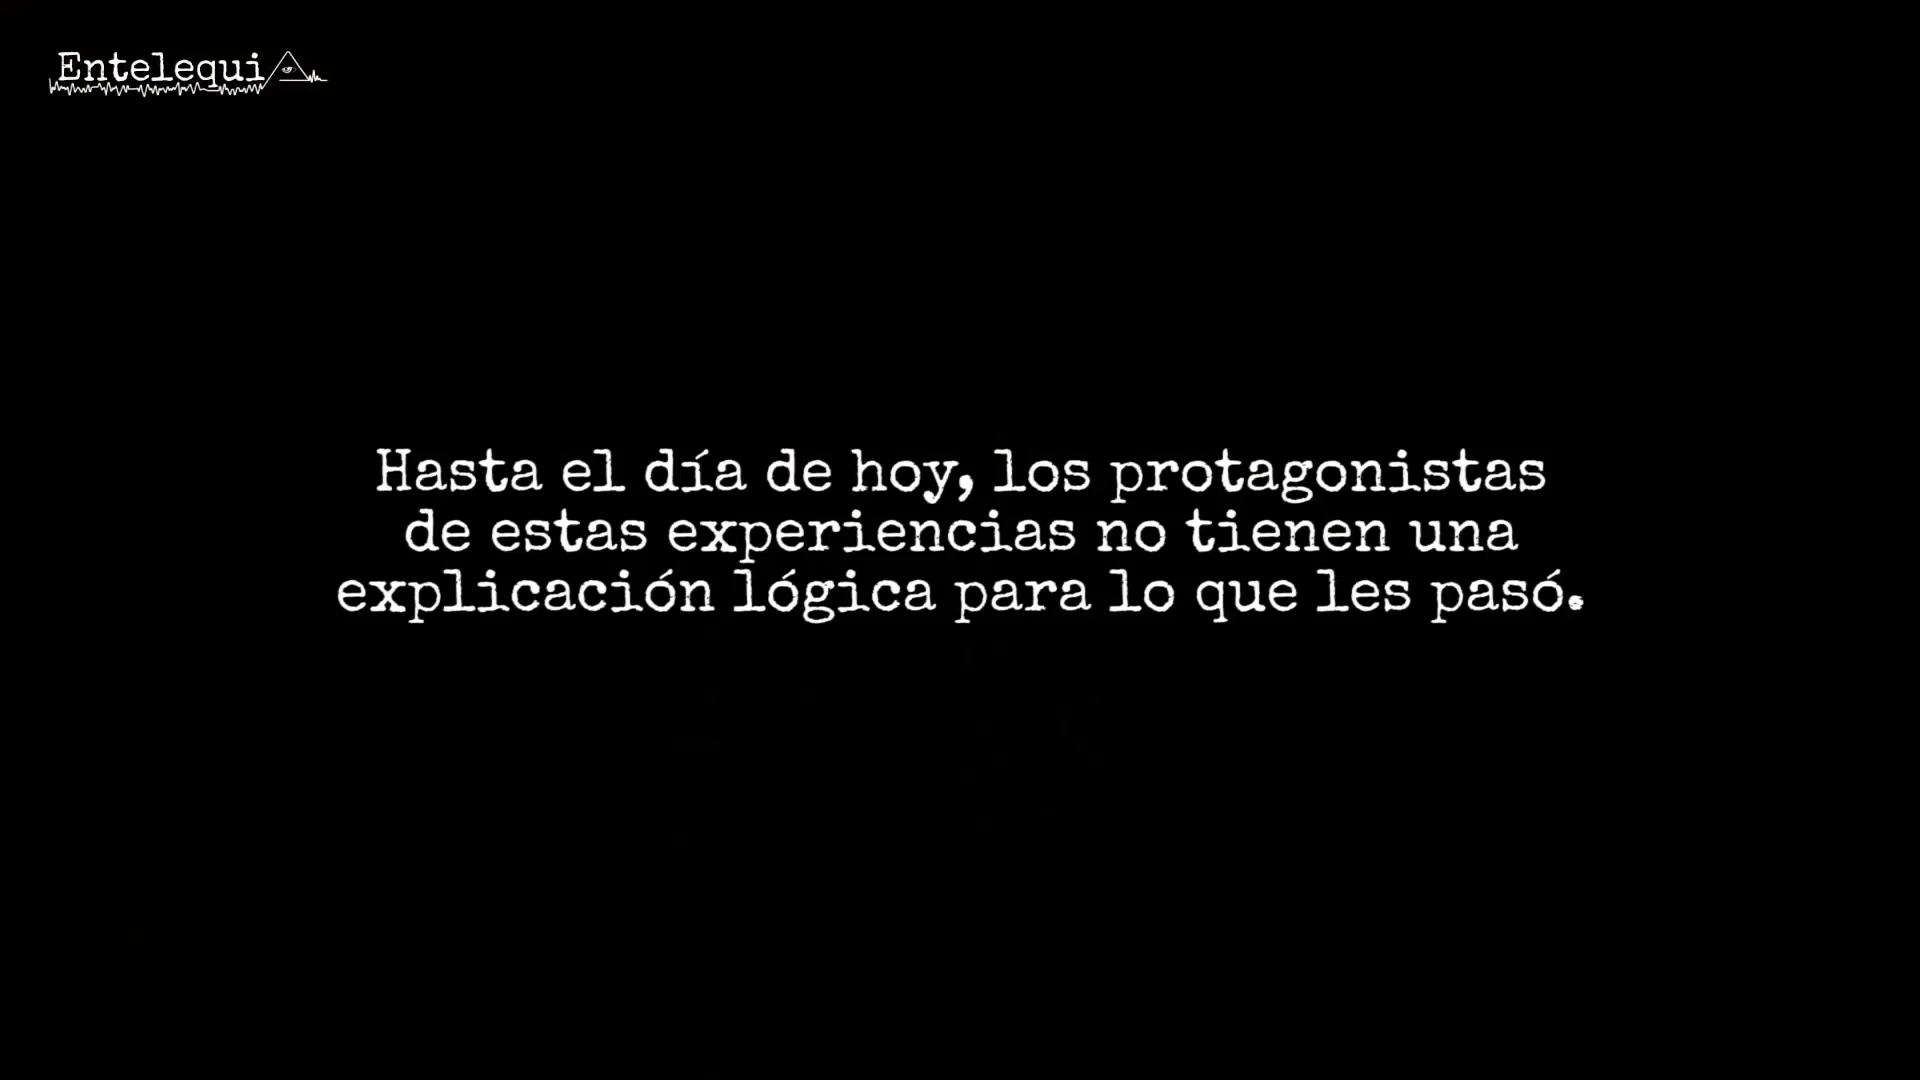 Entelequi
Hasta el día de hoy, los protagonistas
de estas experiencias no tienen una
explicación lógica para lo que les pasó.